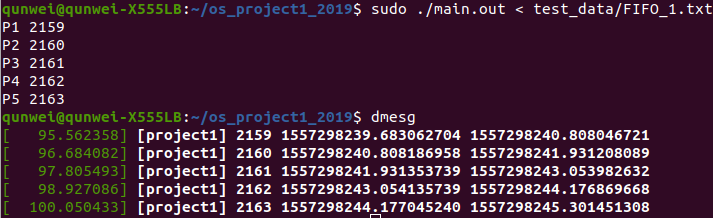 qunwei@qunwei-X555LB:~/os_project1_2019$ sudo ./main.out < test_data/FIFO_1.txt
P1 2159
P2 2160
P3 2161
P4 2162
P5 2163
qunwei@qunwei-X555LB:~/os_project1_2019$ dmesg
[   95.562358] [project1] 2159 1557298239.683062704 1557298240.808046721
[   96.684082] [project1] 2160 1557298240.808186958 1557298241.931208089
[   97.805493] [project1] 2161 1557298241.931353739 1557298243.053982632
[   98.927086] [project1] 2162 1557298243.054135739 1557298244.176869668
[  100.050433] [project1] 2163 1557298244.177045240 1557298245.301451308